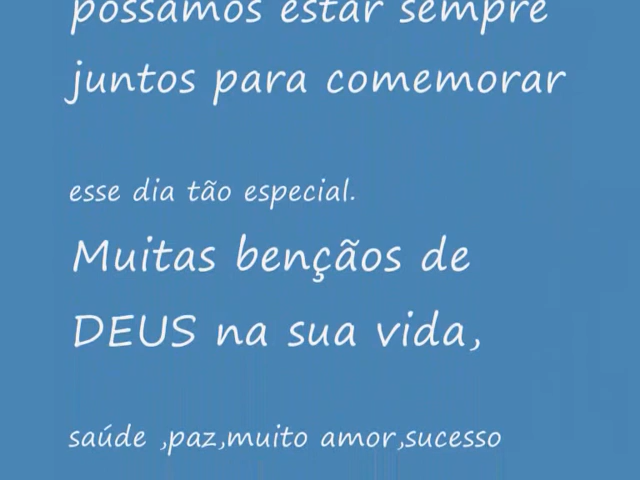 possamos estar sempre
juntos para comemorar
esse dia tão especial.
Muitas bençãos de
DEUS na sua vida,
saúde ,paz,muito amor,sucesso